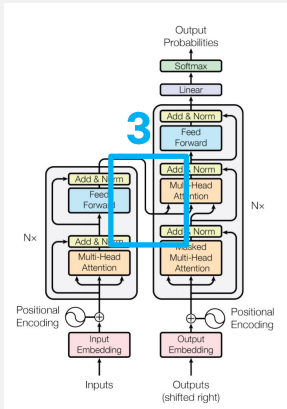 Output
Probabilities
Softmax
Linear
Add & Norm
Feed
Forward
3
Add & Norm
Multi-Head
Attention
Add & Norm
Masked
Multi-Head
Attention
Nx
Add & Norm
Feed
Forward
Nx
Add & Norm
Multi-Head
Attention
Positional
Encoding
Positional
Encoding
Input
Embedding
Output
Embedding
Inputs
Outputs
(shifted right)